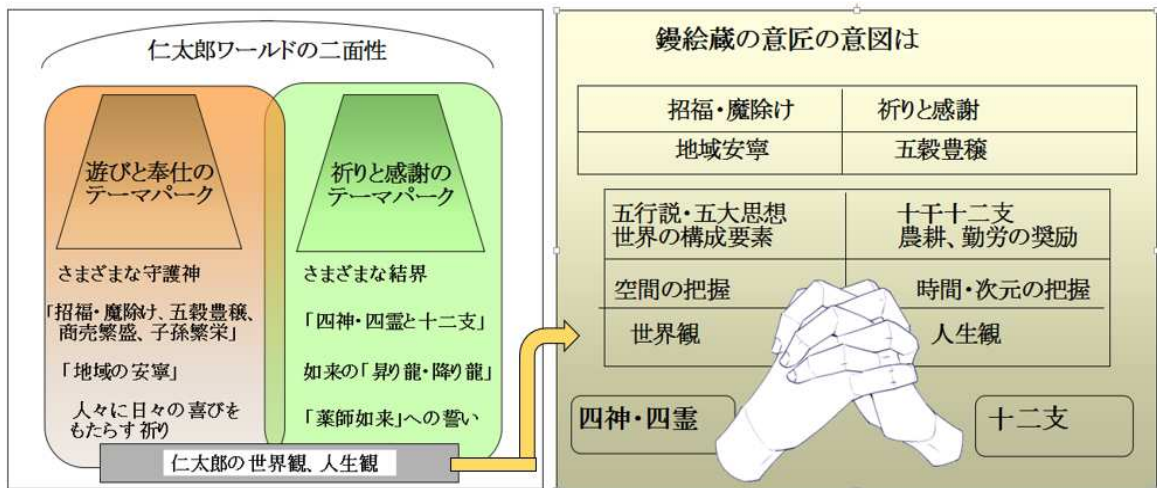 仁太郎ワールドの二面性
遊びと奉仕の
テーマパーク
さまざまな守護神
「招福・魔除け、五穀豊穣、
商売繁盛、子孫繁栄」
「地域の安寧」
人々に日々の喜びを
もたらす祈り
祈りと感謝の
テーマパーク
さまざまな結界
「四神・四霊と十二支」
如来の「昇り龍・降り龍」
「薬師如来」への誓い
仁太郎の世界観、人生観
鏝絵蔵の意匠の意図は
招福・魔除け
祈りと感謝
地域安寧
五穀豊穣
五行説・五大思想
世界の構成要素
十干十二支
農耕、勤労の奨励
空間の把握
時間・次元の把握
世界観
人生観
四神・四霊
十二支